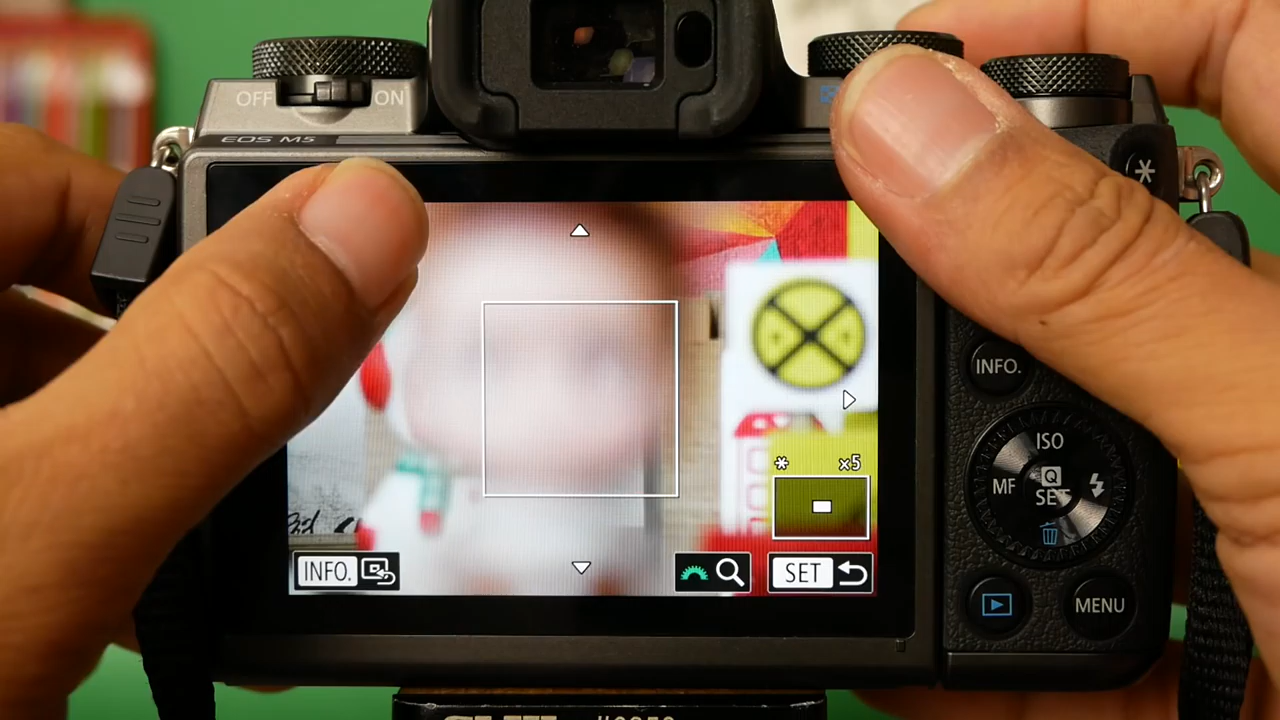 OFF ON
EOS M5
*
INFO.
ISO
MF
Q
SET
* x5
INFO.
SET
MENU